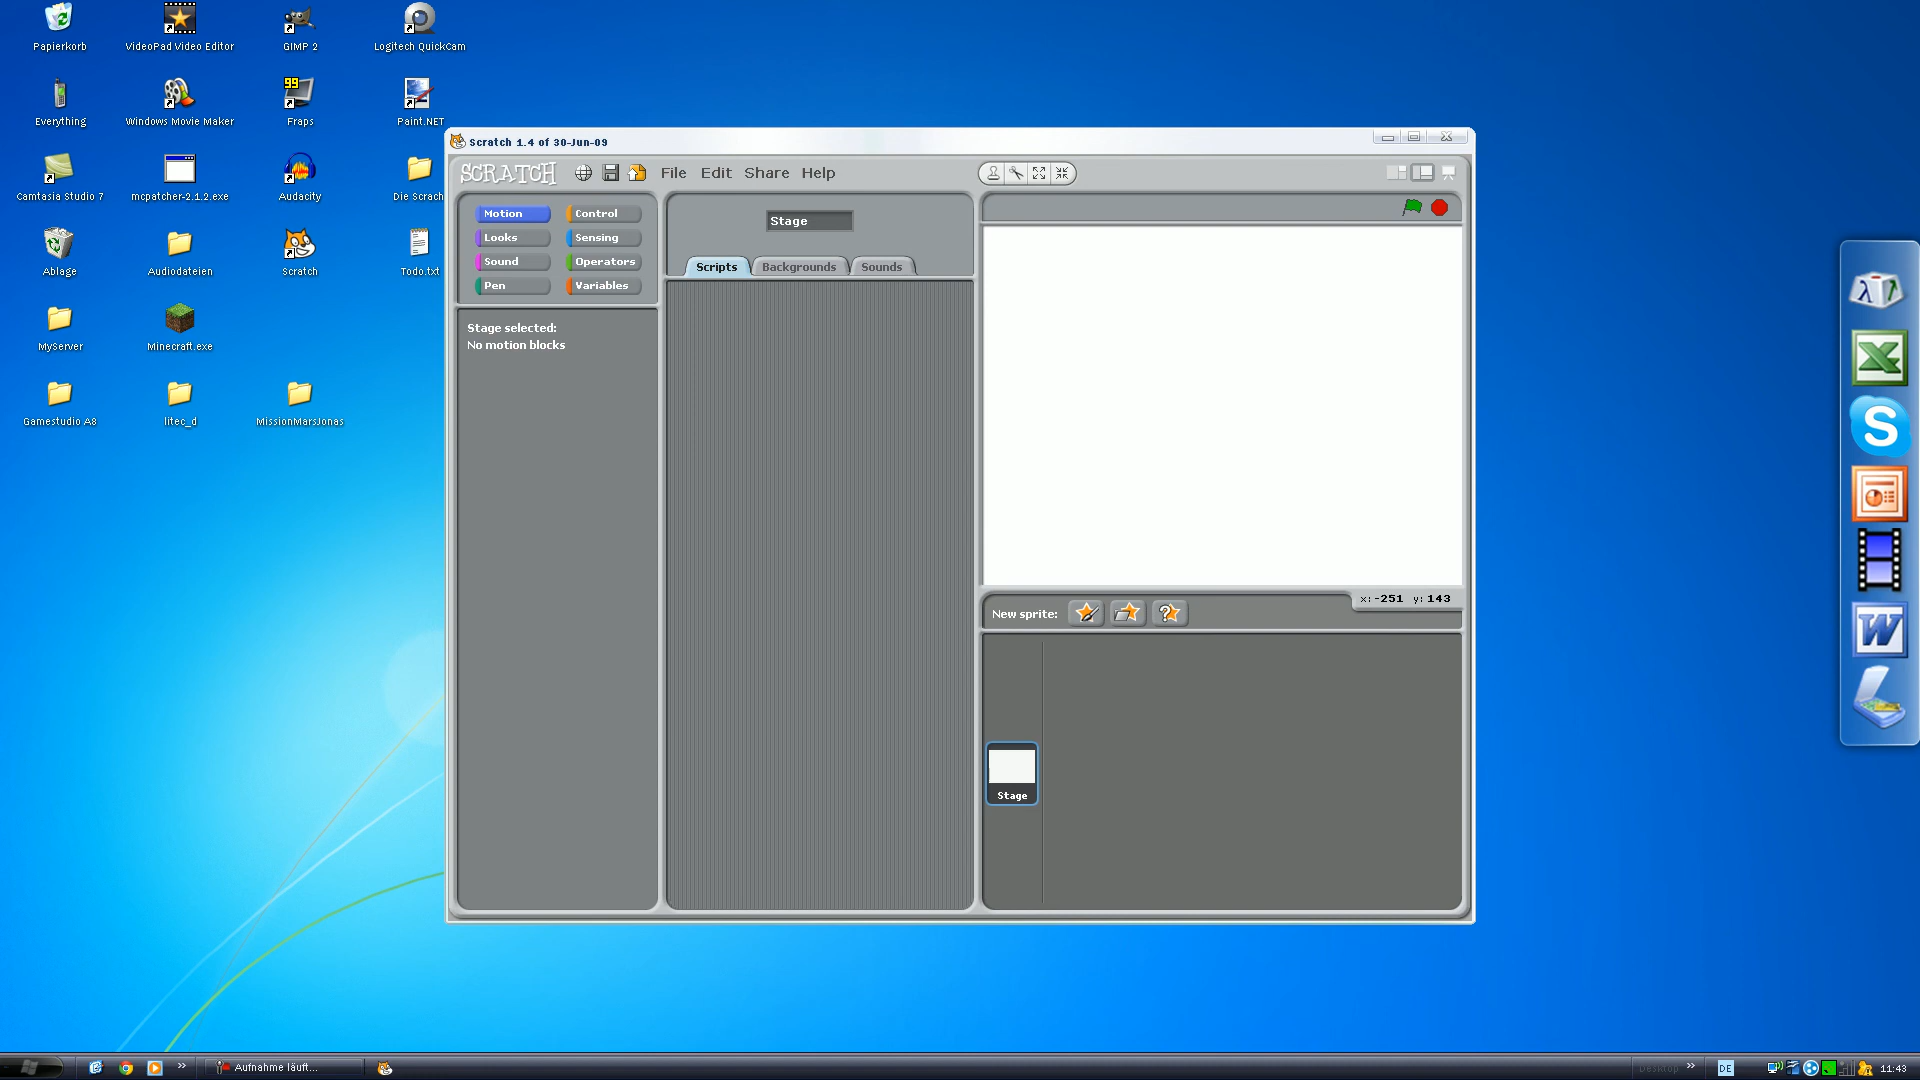 Papierkorb
VideoPad Video Editor
GIMP 2
Logitech QuickCam
Everything
Windows Movie Maker
99
Fraps
Paint.NET
Camtasia Studio 7
mcpatcher-2.1.2.exe
Audacity
Die Scrach
Ablage
Audiodateien
Scratch
Todo.txt
MyServer
Minecraft.exe
Gamestudio A8
litec_d
MissionMarsJonas
Scratch 1.4 of 30-Jun-09
SCRATCH
File Edit Share Help
Motion
Control
Looks
Sensing
Sound
Operators
Pen
Variables
Stage selected:
No motion blocks
Stage
Scripts
Backgrounds
Sounds
x: -251 y: 143
New sprite:
Stage
S
W
Aufnahme läuft...
Desktop
DE
11:43